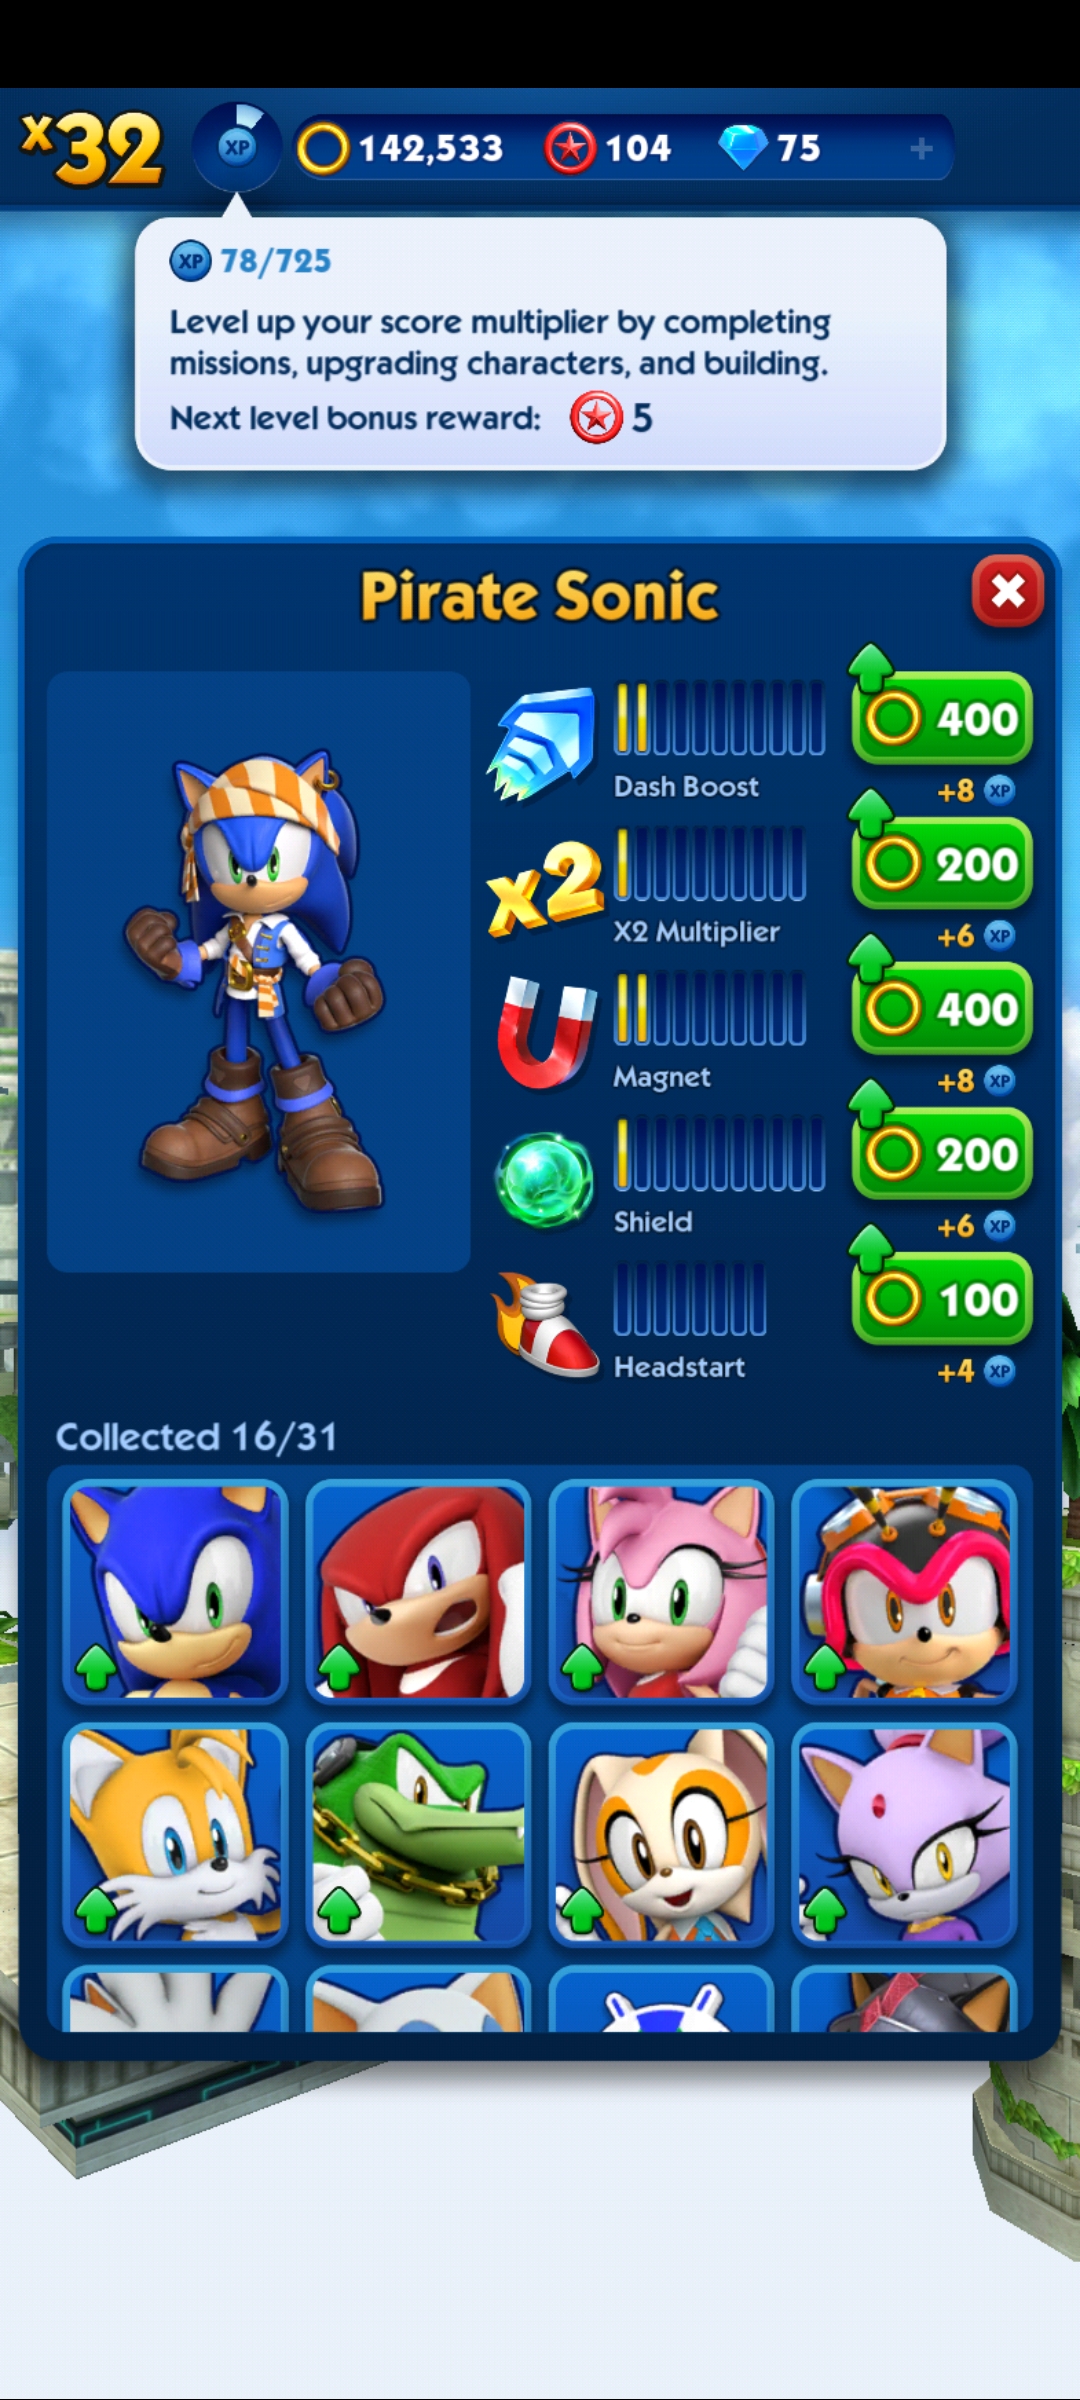 x32
XP
142,533
104
75
+
XP 78/725
Level up your score multiplier by completing
missions, upgrading characters, and building.
Next level bonus reward: 5
Pirate Sonic
Dash Boost
400
+8 XP
x2
X2 Multiplier
200
+6 XP
Magnet
400
+8 XP
Shield
200
+6 XP
Headstart
100
+4 XP
Collected 16/31